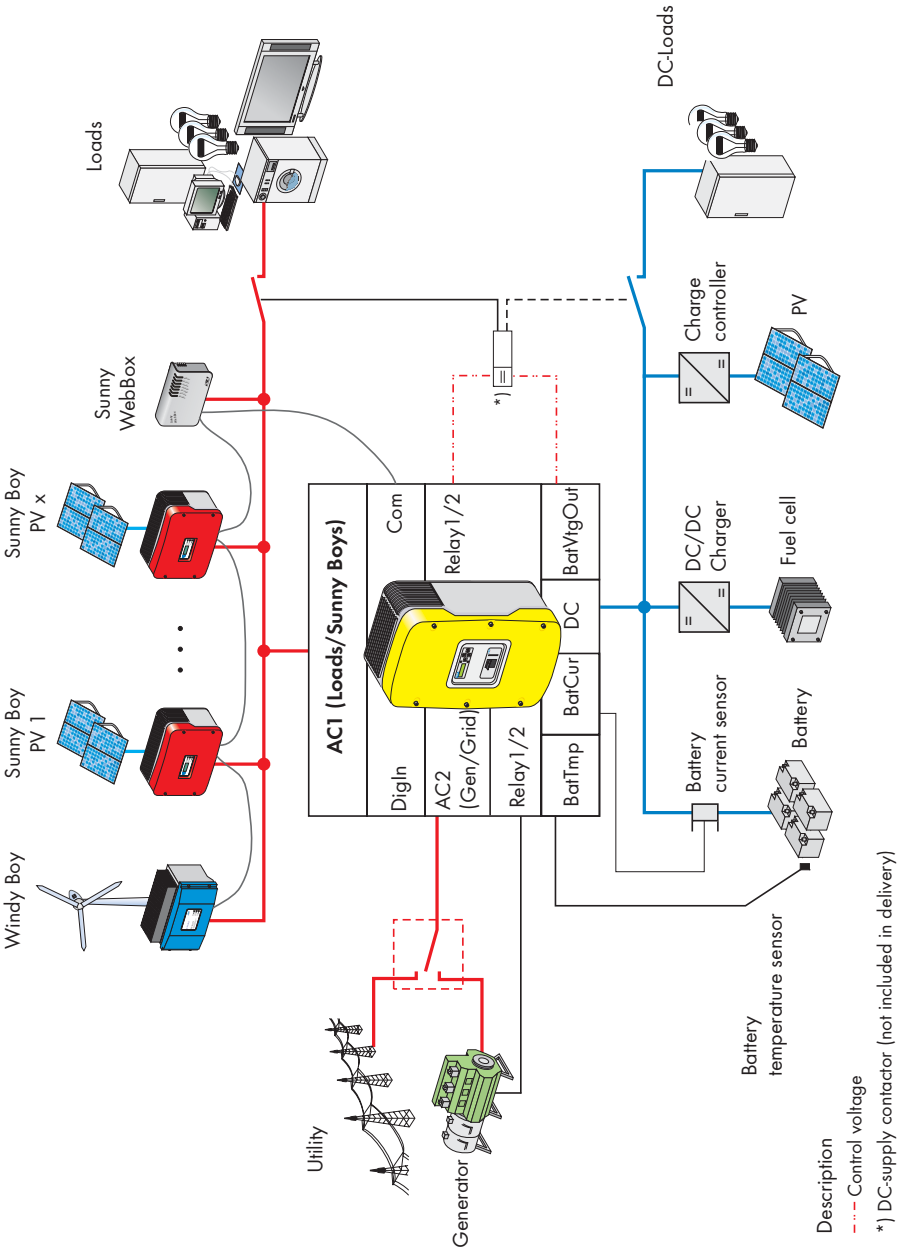 Windy Boy
Sunny Boy
PV 1
Sunny Boy
PV x
Sunny
WebBox
Loads
AC1 (Loads/Sunny Boys)
DigIn
Com
AC2
(Gen/Grid)
Relay1/2
Relay1/2
BatTmp
BatCur
DC
BatVtgOut
*)
Utility
Generator
Battery
temperature sensor
Battery
current sensor
Battery
DC/DC
Charger
Fuel cell
Charge
controller
PV
DC-Loads
Description
Control voltage
*) DC-supply contactor (not included in delivery)